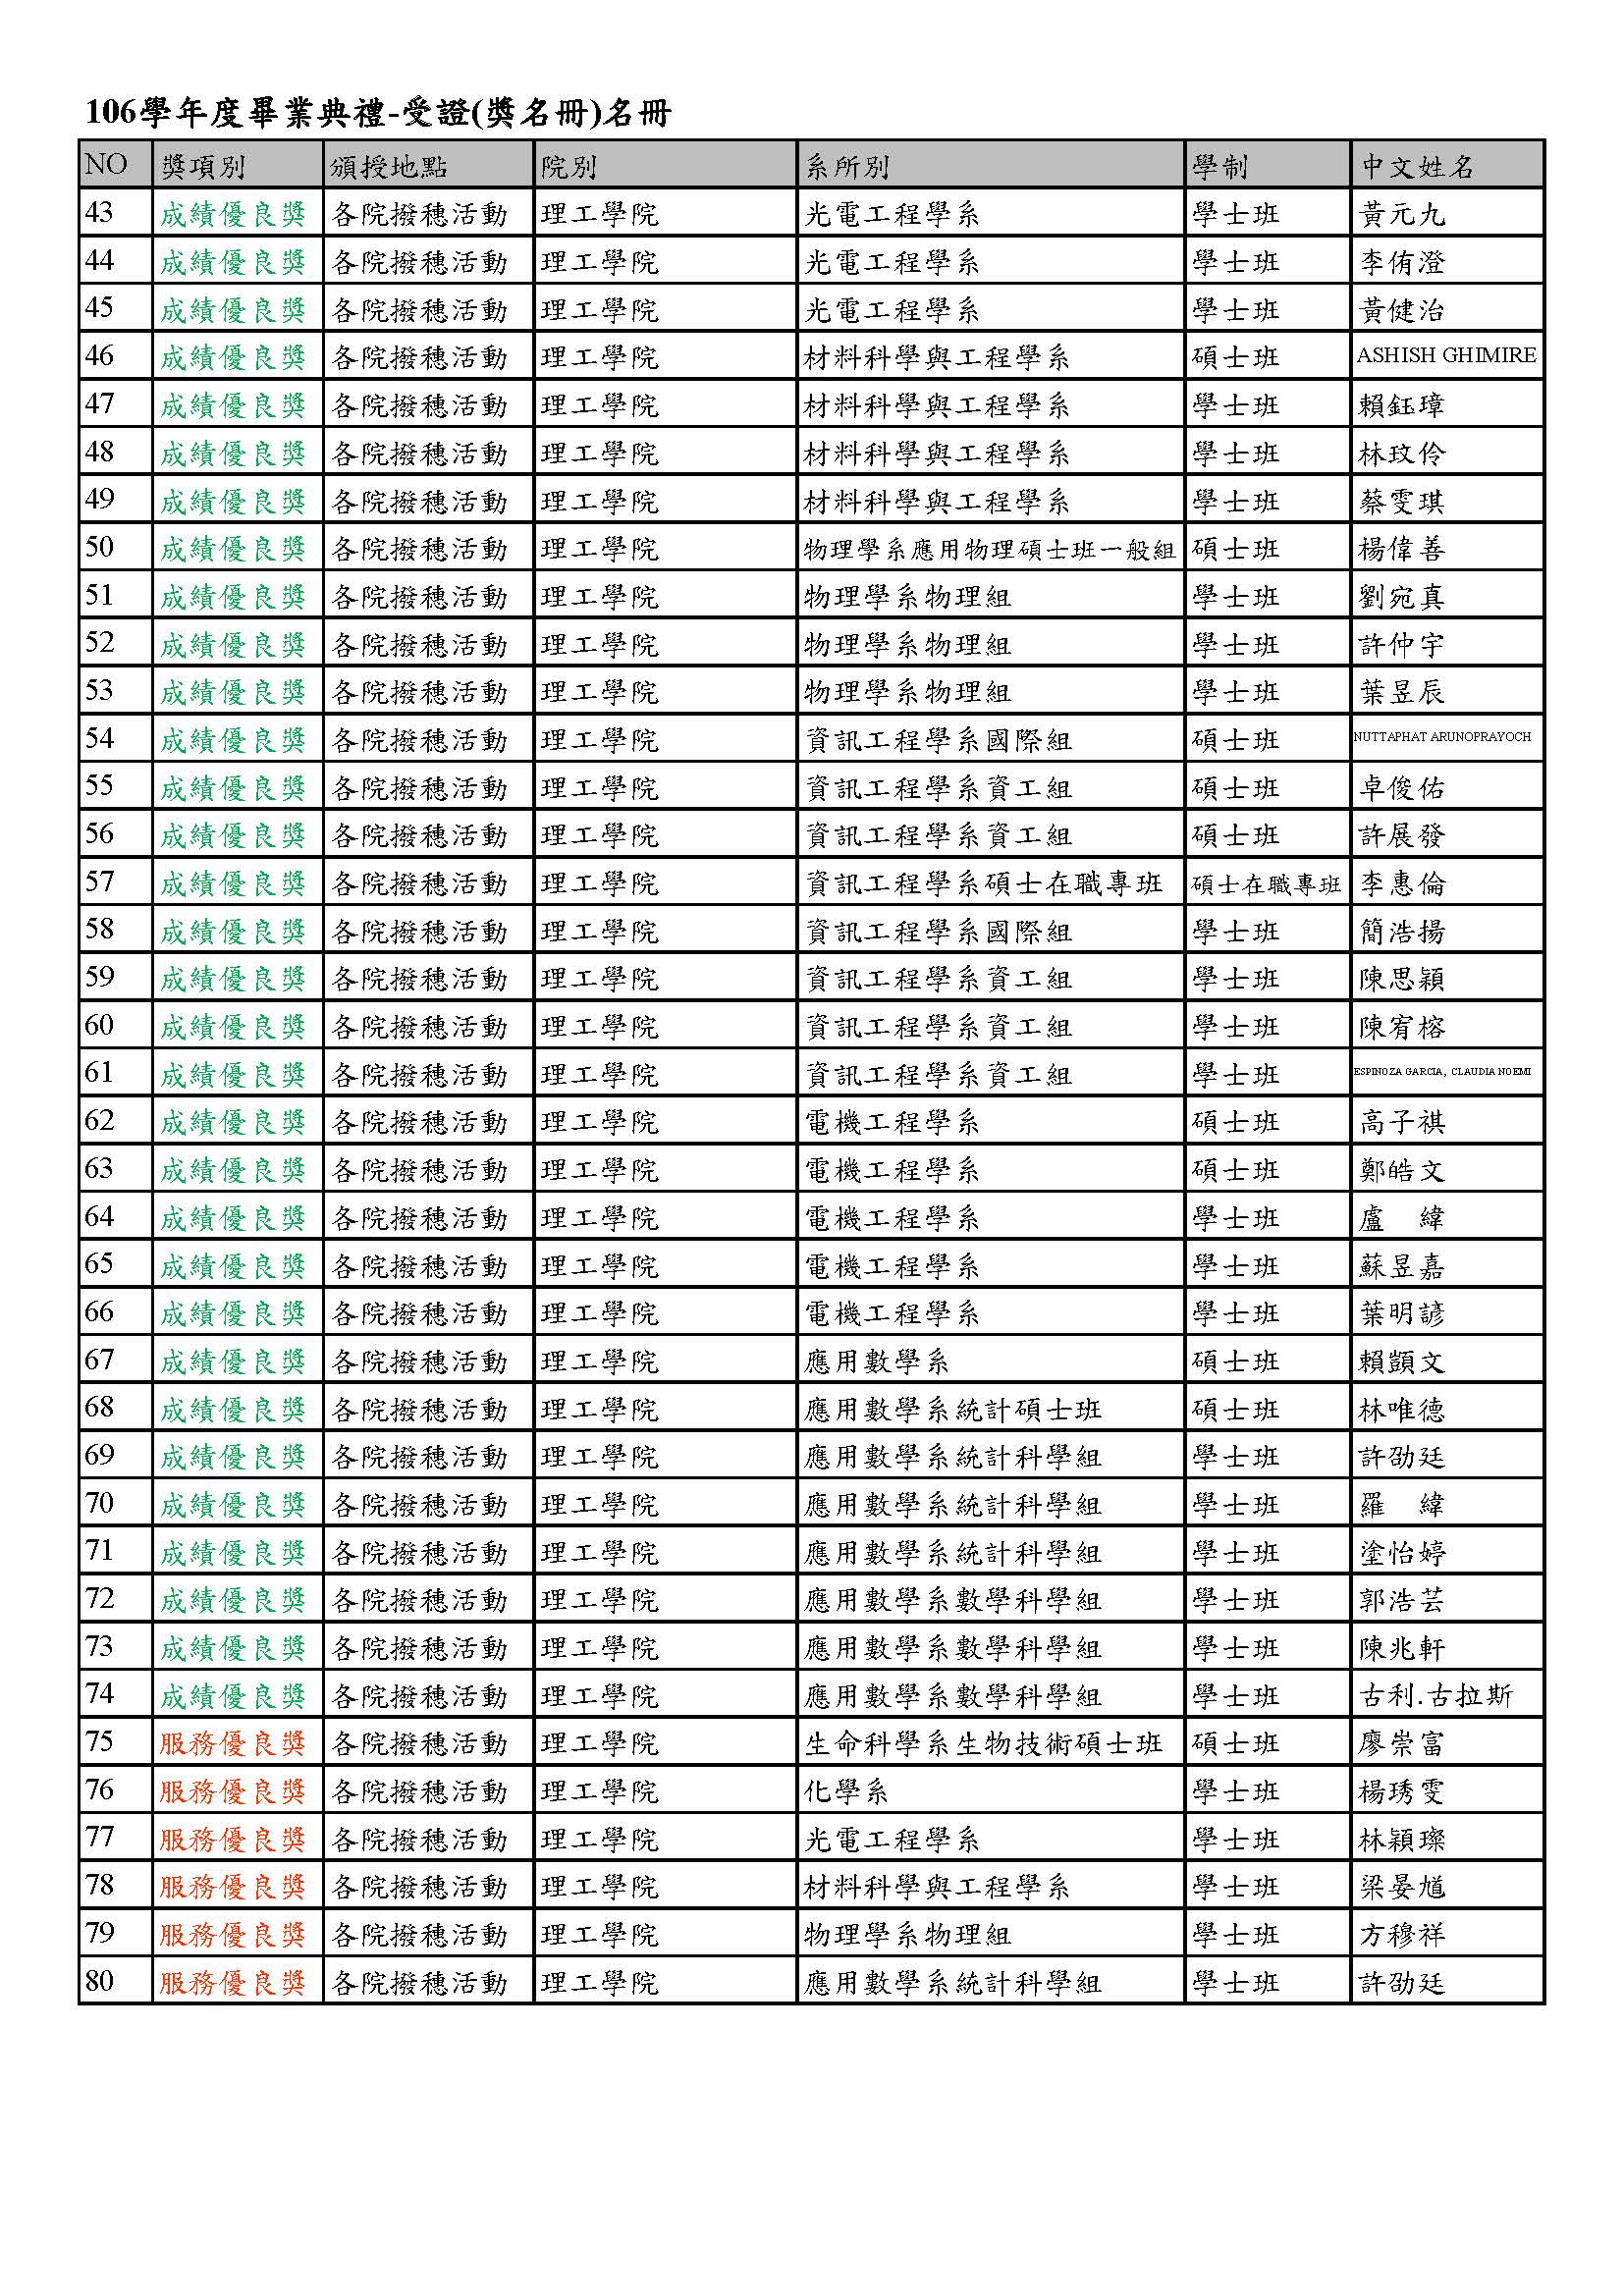 106學年度畢業典禮-受證(獎名冊)名冊
NO 獎項別 頒授地點 院別 系所別 學制 中文姓名
43 成績優良獎 各院撥穗活動 理工學院 光電工程學系 學士班 黃元九
44 成績優良獎 各院撥穗活動 理工學院 光電工程學系 學士班 李侑澄
45 成績優良獎 各院撥穗活動 理工學院 光電工程學系 學士班 黃健治
46 成績優良獎 各院撥穗活動 理工學院 材料科學與工程學系 碩士班 ASHISH GHIMIRE
47 成績優良獎 各院撥穗活動 理工學院 材料科學與工程學系 學士班 賴鈺璋
48 成績優良獎 各院撥穗活動 理工學院 材料科學與工程學系 學士班 林玟伶
49 成績優良獎 各院撥穗活動 理工學院 材料科學與工程學系 學士班 蔡雯琪
50 成績優良獎 各院撥穗活動 理工學院 物理學系應用物理碩士班一般組 碩士班 楊偉善
51 成績優良獎 各院撥穗活動 理工學院 物理學系物理組 學士班 劉宛真
52 成績優良獎 各院撥穗活動 理工學院 物理學系物理組 學士班 許仲宇
53 成績優良獎 各院撥穗活動 理工學院 物理學系物理組 學士班 葉昱辰
54 成績優良獎 各院撥穗活動 理工學院 資訊工程學系國際組 碩士班 NUTTAPHAT ARUNOPRAYOCH
55 成績優良獎 各院撥穗活動 理工學院 資訊工程學系資工組 碩士班 卓俊佑
56 成績優良獎 各院撥穗活動 理工學院 資訊工程學系資工組 碩士班 許展發
57 成績優良獎 各院撥穗活動 理工學院 資訊工程學系碩士在職專班 碩士在職專班 李惠倫
58 成績優良獎 各院撥穗活動 理工學院 資訊工程學系國際組 學士班 簡浩揚
59 成績優良獎 各院撥穗活動 理工學院 資訊工程學系資工組 學士班 陳思穎
60 成績優良獎 各院撥穗活動 理工學院 資訊工程學系資工組 學士班 陳宥榕
61 成績優良獎 各院撥穗活動 理工學院 資訊工程學系資工組 學士班 ESPINOZA GARCIA, CLAUDIA NOEMI
62 成績優良獎 各院撥穗活動 理工學院 電機工程學系 碩士班 高子祺
63 成績優良獎 各院撥穗活動 理工學院 電機工程學系 碩士班 鄭皓文
64 成績優良獎 各院撥穗活動 理工學院 電機工程學系 學士班 盧　緯
65 成績優良獎 各院撥穗活動 理工學院 電機工程學系 學士班 蘇昱嘉
66 成績優良獎 各院撥穗活動 理工學院 電機工程學系 學士班 葉明諺
67 成績優良獎 各院撥穗活動 理工學院 應用數學系 碩士班 賴顗文
68 成績優良獎 各院撥穗活動 理工學院 應用數學系統計碩士班 碩士班 林唯德
69 成績優良獎 各院撥穗活動 理工學院 應用數學系統計科學組 學士班 許劭廷
70 成績優良獎 各院撥穗活動 理工學院 應用數學系統計科學組 學士班 羅　緯
71 成績優良獎 各院撥穗活動 理工學院 應用數學系統計科學組 學士班 塗怡婷
72 成績優良獎 各院撥穗活動 理工學院 應用數學系數學科學組 學士班 郭浩芸
73 成績優良獎 各院撥穗活動 理工學院 應用數學系數學科學組 學士班 陳兆軒
74 成績優良獎 各院撥穗活動 理工學院 應用數學系數學科學組 學士班 古利.古拉斯
75 服務優良獎 各院撥穗活動 理工學院 生命科學系生物技術碩士班 碩士班 廖崇富
76 服務優良獎 各院撥穗活動 理工學院 化學系 學士班 楊琇雯
77 服務優良獎 各院撥穗活動 理工學院 光電工程學系 學士班 林穎璨
78 服務優良獎 各院撥穗活動 理工學院 材料科學與工程學系 學士班 梁晏馗
79 服務優良獎 各院撥穗活動 理工學院 物理學系物理組 學士班 方穆祥
80 服務優良獎 各院撥穗活動 理工學院 應用數學系統計科學組 學士班 許劭廷